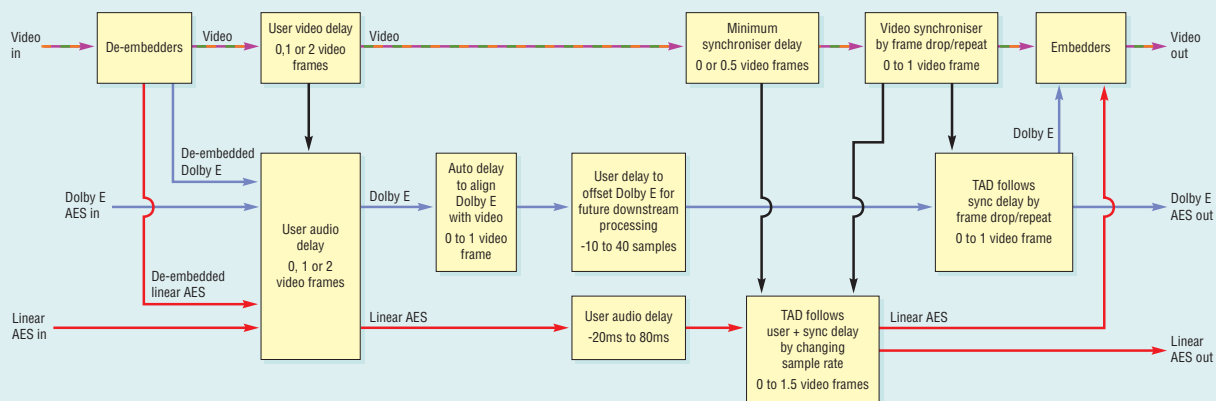 Video
in
De-embedders
Video
User video delay
0,1 or 2 video
frames
Video
Minimum
synchroniser delay
0 or 0.5 video frames
Video synchroniser
by frame drop/repeat
0 to 1 video frame
Embedders
Video
out
De-embedded
Dolby E
Dolby E
AES in
De-embedded
linear AES
Linear
AES in
User audio
delay
0, 1 or 2
video frames
Dolby E
Auto delay
to align
Dolby E
with video
0 to 1 video
frame
User delay to
offset Dolby E for
future downstream
processing
-10 to 40 samples
Dolby E
TAD follows
sync delay by
frame drop/repeat
0 to 1 video frame
Dolby E
AES out
Linear AES
User audio delay
-20ms to 80ms
TAD follows
user + sync delay
by changing
sample rate
0 to 1.5 video frames
Linear AES
Linear
AES out